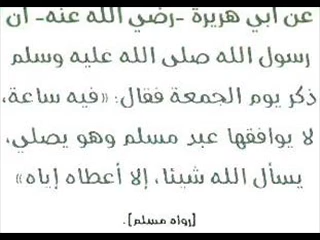 عن أبي هريرة -رضي الله عنه- أن
رسول الله صلى الله عليه وسلم
ذكر يوم الجمعة فقال: «فيه ساعة،
لا يوافقها عبد مسلم وهو يصلي،
يسأل الله شيئا، إلا أعطاه إياه»
[رواه مسلم].